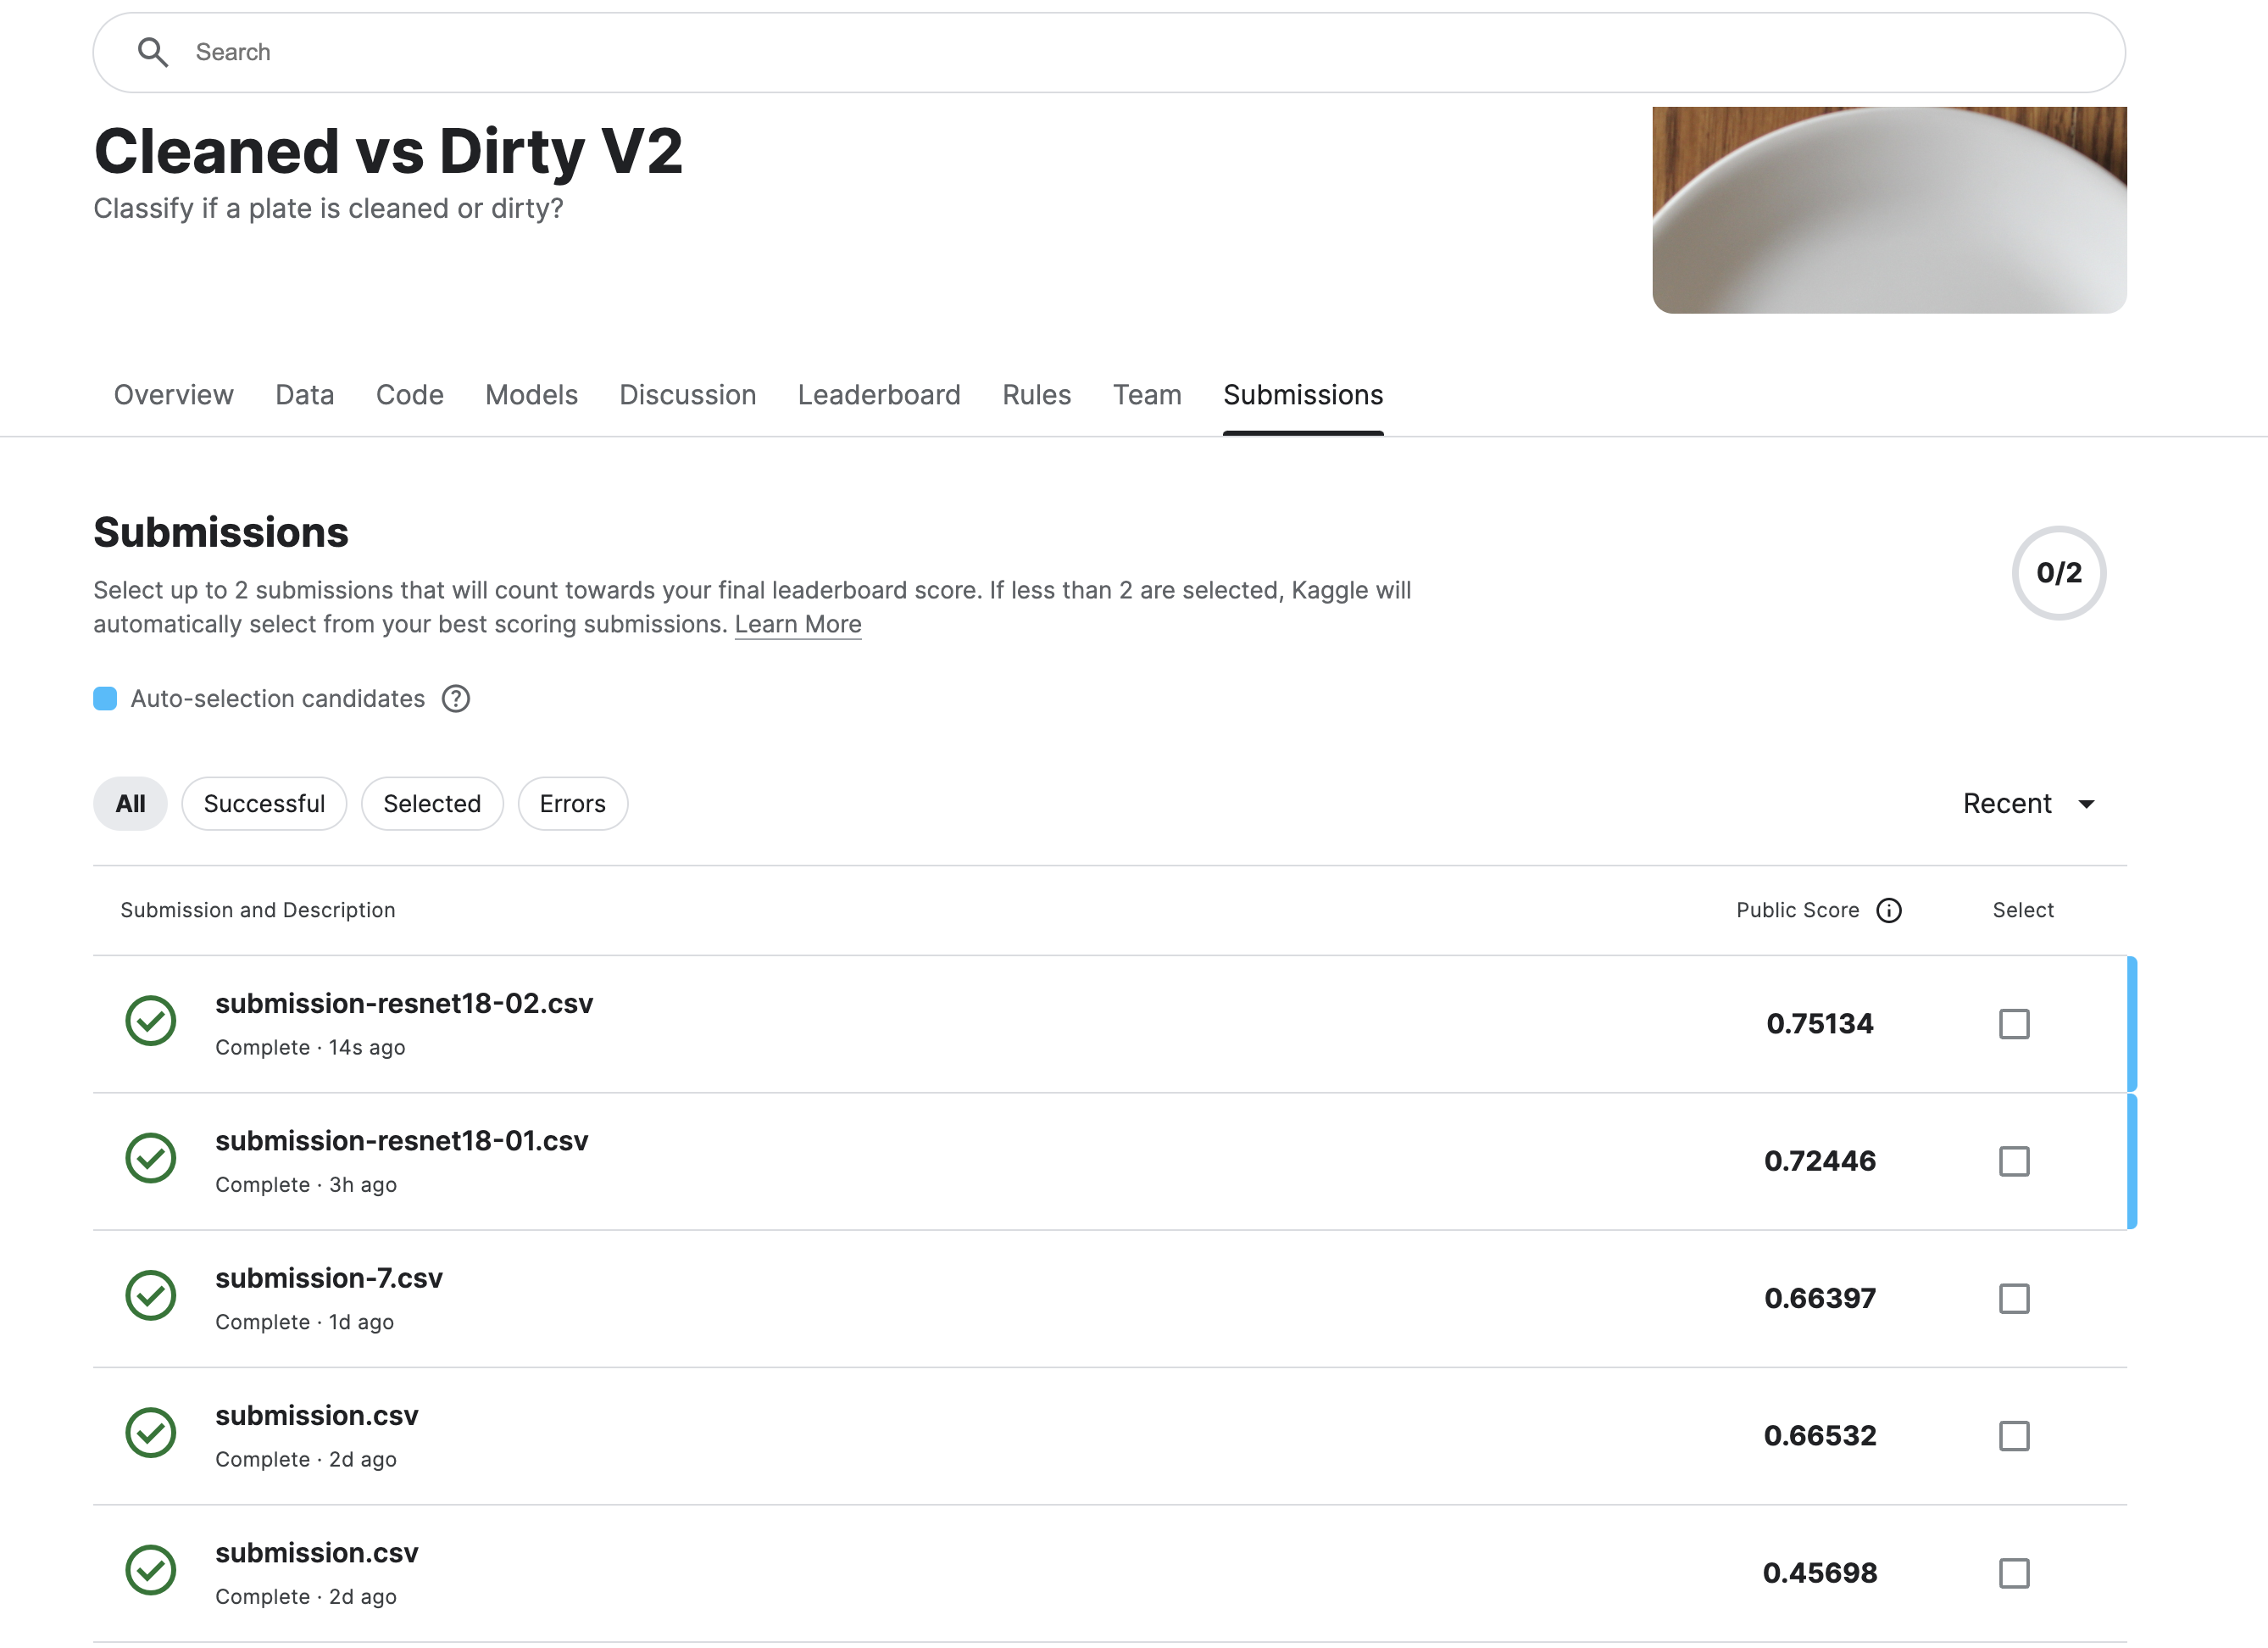 Search
Cleaned vs Dirty V2
Classify if a plate is cleaned or dirty?
Overview Data Code Models Discussion Leaderboard Rules Team Submissions
Submissions
0/2
Select up to 2 submissions that will count towards your final leaderboard score. If less than 2 are selected, Kaggle will
automatically select from your best scoring submissions. Learn More
Auto-selection candidates
All Successful Selected Errors Recent
Submission and Description Public Score Select
submission-resnet18-02.csv
Complete · 14s ago
0.75134
submission-resnet18-01.csv
Complete · 3h ago
0.72446
submission-7.csv
Complete · 1d ago
0.66397
submission.csv
Complete · 2d ago
0.66532
submission.csv
Complete · 2d ago
0.45698